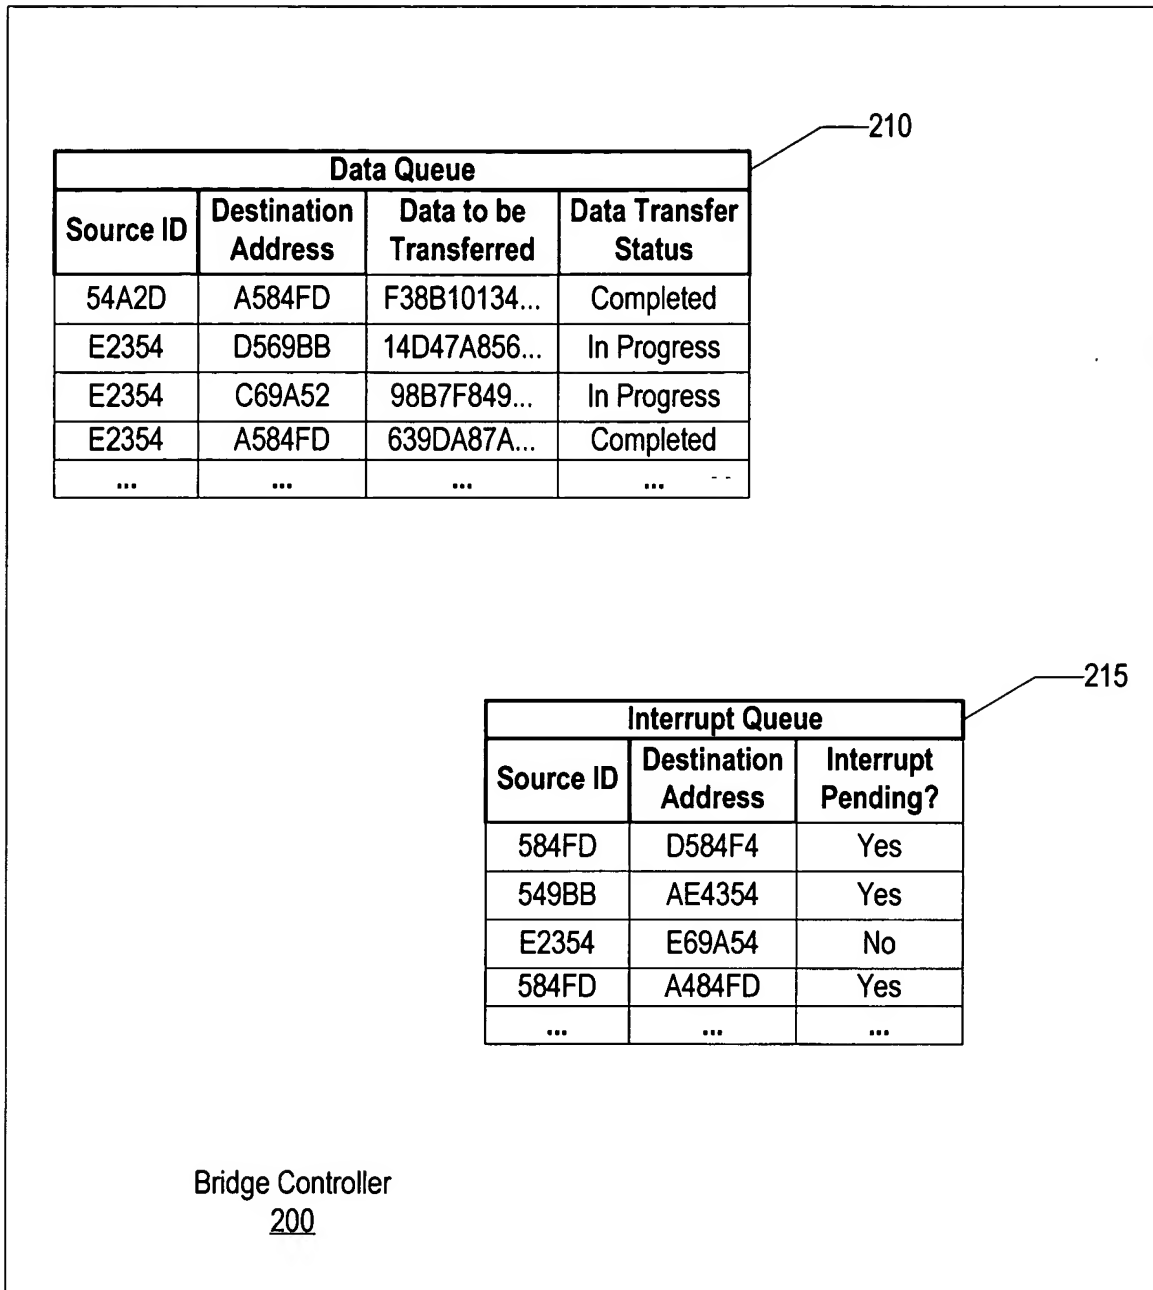 210
Data Queue
Source ID Destination Address Data to be Transferred Data Transfer Status
54A2D A584FD F38B10134... Completed
E2354 D569BB 14D47A856... In Progress
E2354 C69A52 98B7F849... In Progress
E2354 A584FD 639DA87A... Completed
... ... ... ...
215
Interrupt Queue
Source ID Destination Address Interrupt Pending?
584FD D584F4 Yes
549BB AE4354 Yes
E2354 E69A54 No
584FD A484FD Yes
... ... ...
Bridge Controller
200